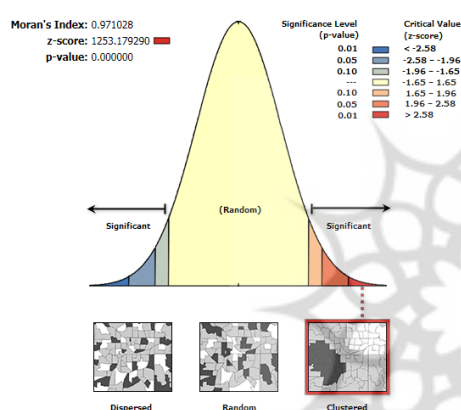 Moran's Index: 0.971028
z-score: 1253.179290
p-value: 0.000000
Significance Level
(p-value)
Critical Value
(z-score)
0.01 < -2.58
0.05 -2.58 – -1.96
0.10 -1.96 – -1.65
--- -1.65 - 1.65
0.10 1.65 – 1.96
0.05 1.96 – 2.58
0.01 > 2.58
Significant
(Random)
Significant
Dispersed
Random
Clustered